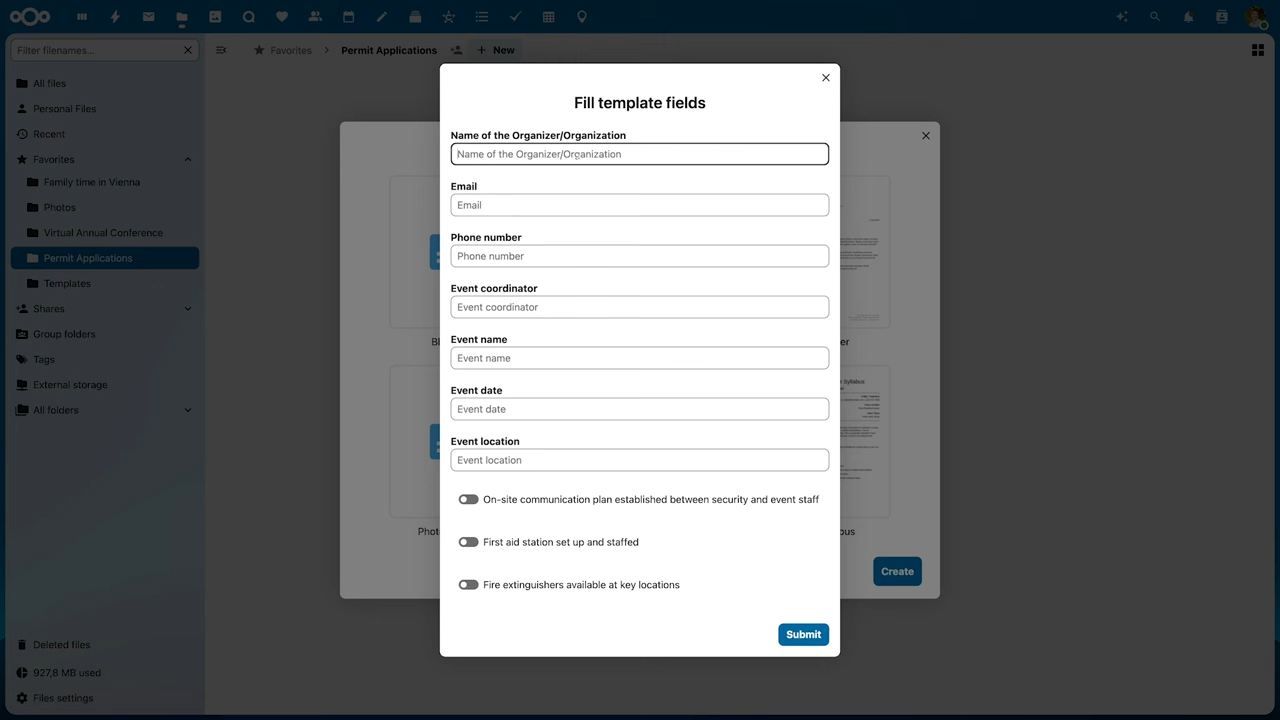 Filter filenames...
Favorites
Permit Applications
New
All files
Personal Files
Recent
Favorites
Family time in Vienna
Photos
Virtual Annual Conference
Permit Applications
Templates
Shares
Group folders
Tags
External storage
All folders
Deleted files
927,8 MB used
Files settings
Fill template fields
Name of the Organizer/Organization
Name of the Organizer/Organization
Email
Email
Phone number
Phone number
Event coordinator
Event coordinator
Event name
Event name
Event date
Event date
Event location
Event location
On-site communication plan established between security and event staff
First aid station set up and staffed
Fire extinguishers available at key locations
Submit
Bl
er
Syllabus
Phot
bus
Create